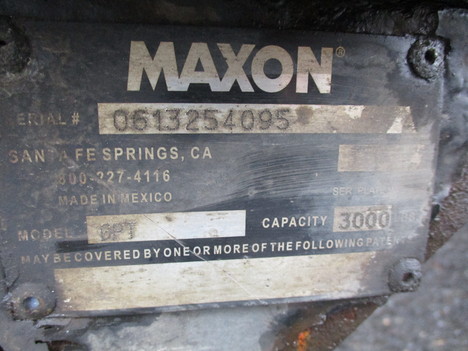 MAXON®
ERIAL # 0613254095
SANTA FE SPRINGS, CA
800-227-4116
MADE IN MEXICO
MODEL GPT CAPACITY 3000
MAY BE COVERED BY ONE OR MORE OF THE FOLLOWING PATE